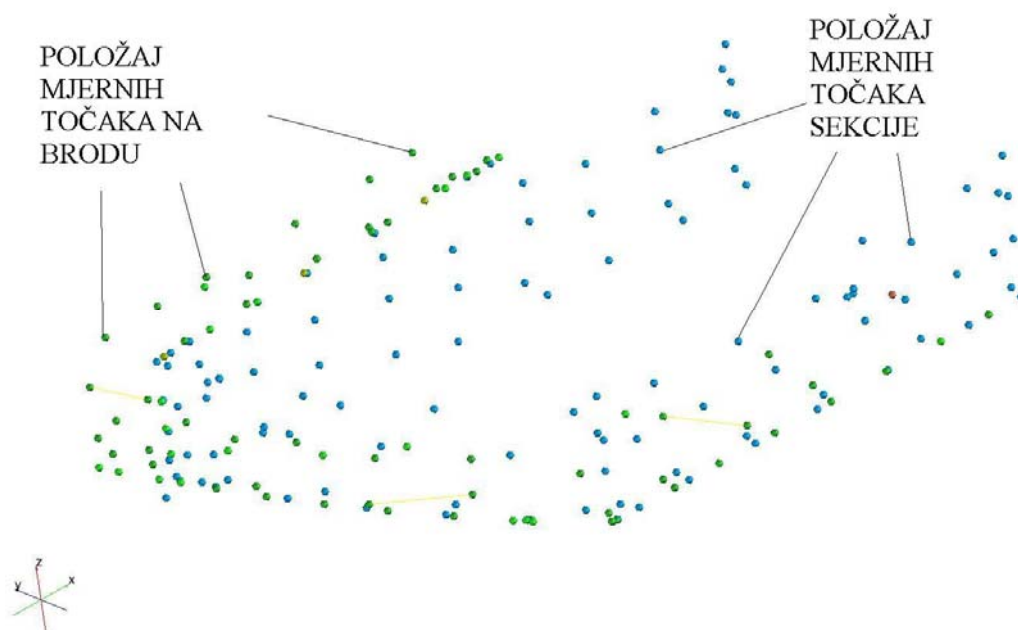 POLOŽAJ
MJERNIH
TOČAKA NA
BRODU
POLOŽAJ
MJERNIH
TOČAKA
SEKCIJE
z
y
x